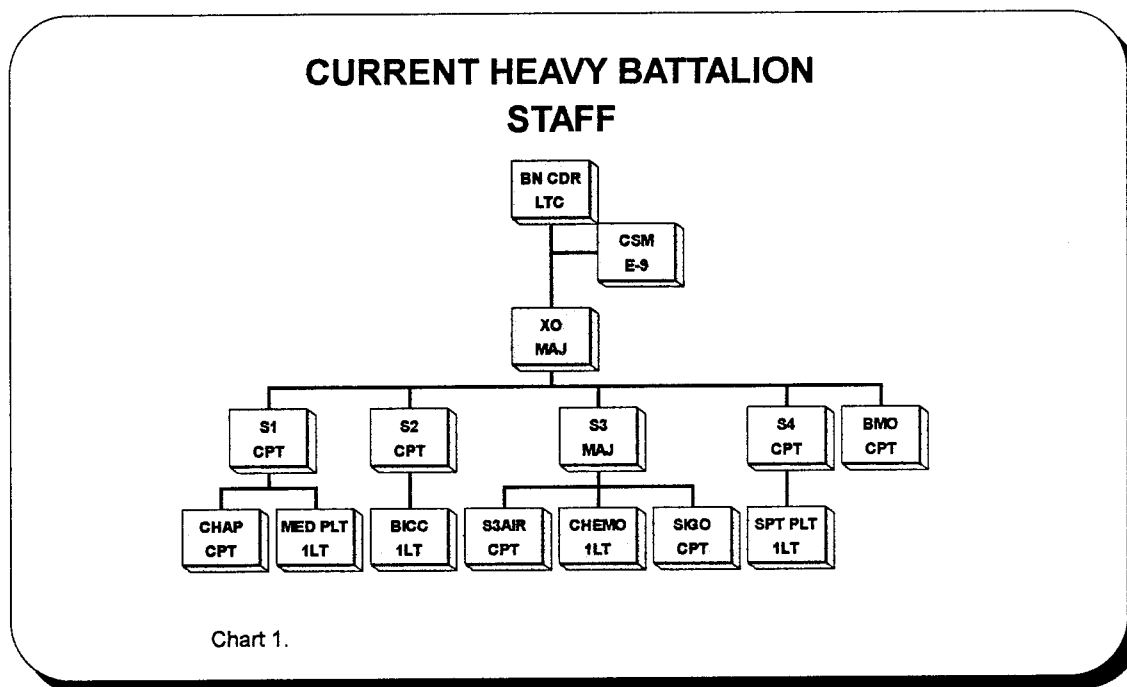 CURRENT HEAVY BATTALION
STAFF
BN CDR
LTC
CSM
E-9
XO
MAJ
S1
CPT
S2
CPT
S3
MAJ
S4
CPT
BMO
CPT
CHAP
CPT
MED PLT
1LT
BICC
1LT
S3AIR
CPT
CHEMO
1LT
SIGO
CPT
SPT PLT
1LT
Chart 1.